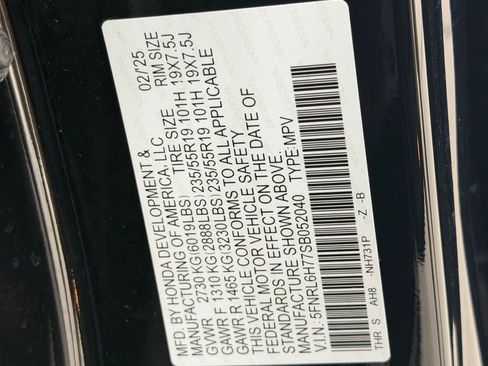 MFD. BY HONDA DEVELOPMENT & 02/'25
MANUFACTURING OF AMERICA, LLC
TIRE SIZE RIM SIZE
GVWR 2730 KG(6019LBS)
GAWR F 1310 KG(2888LBS) 235/55R19 101H 19X7.5J
GAWR R 1465 KG(3230LBS) 235/55R19 101H 19X7.5J
THIS VEHICLE CONFORMS TO ALL APPLICABLE
FEDERAL MOTOR VEHICLE SAFETY
STANDARDS IN EFFECT ON THE DATE OF
MANUFACTURE SHOWN ABOVE.
V.I.N: 5FNRL6H77SB052040 TYPE:MPV
THR S AH8 -NH731P -Z -B